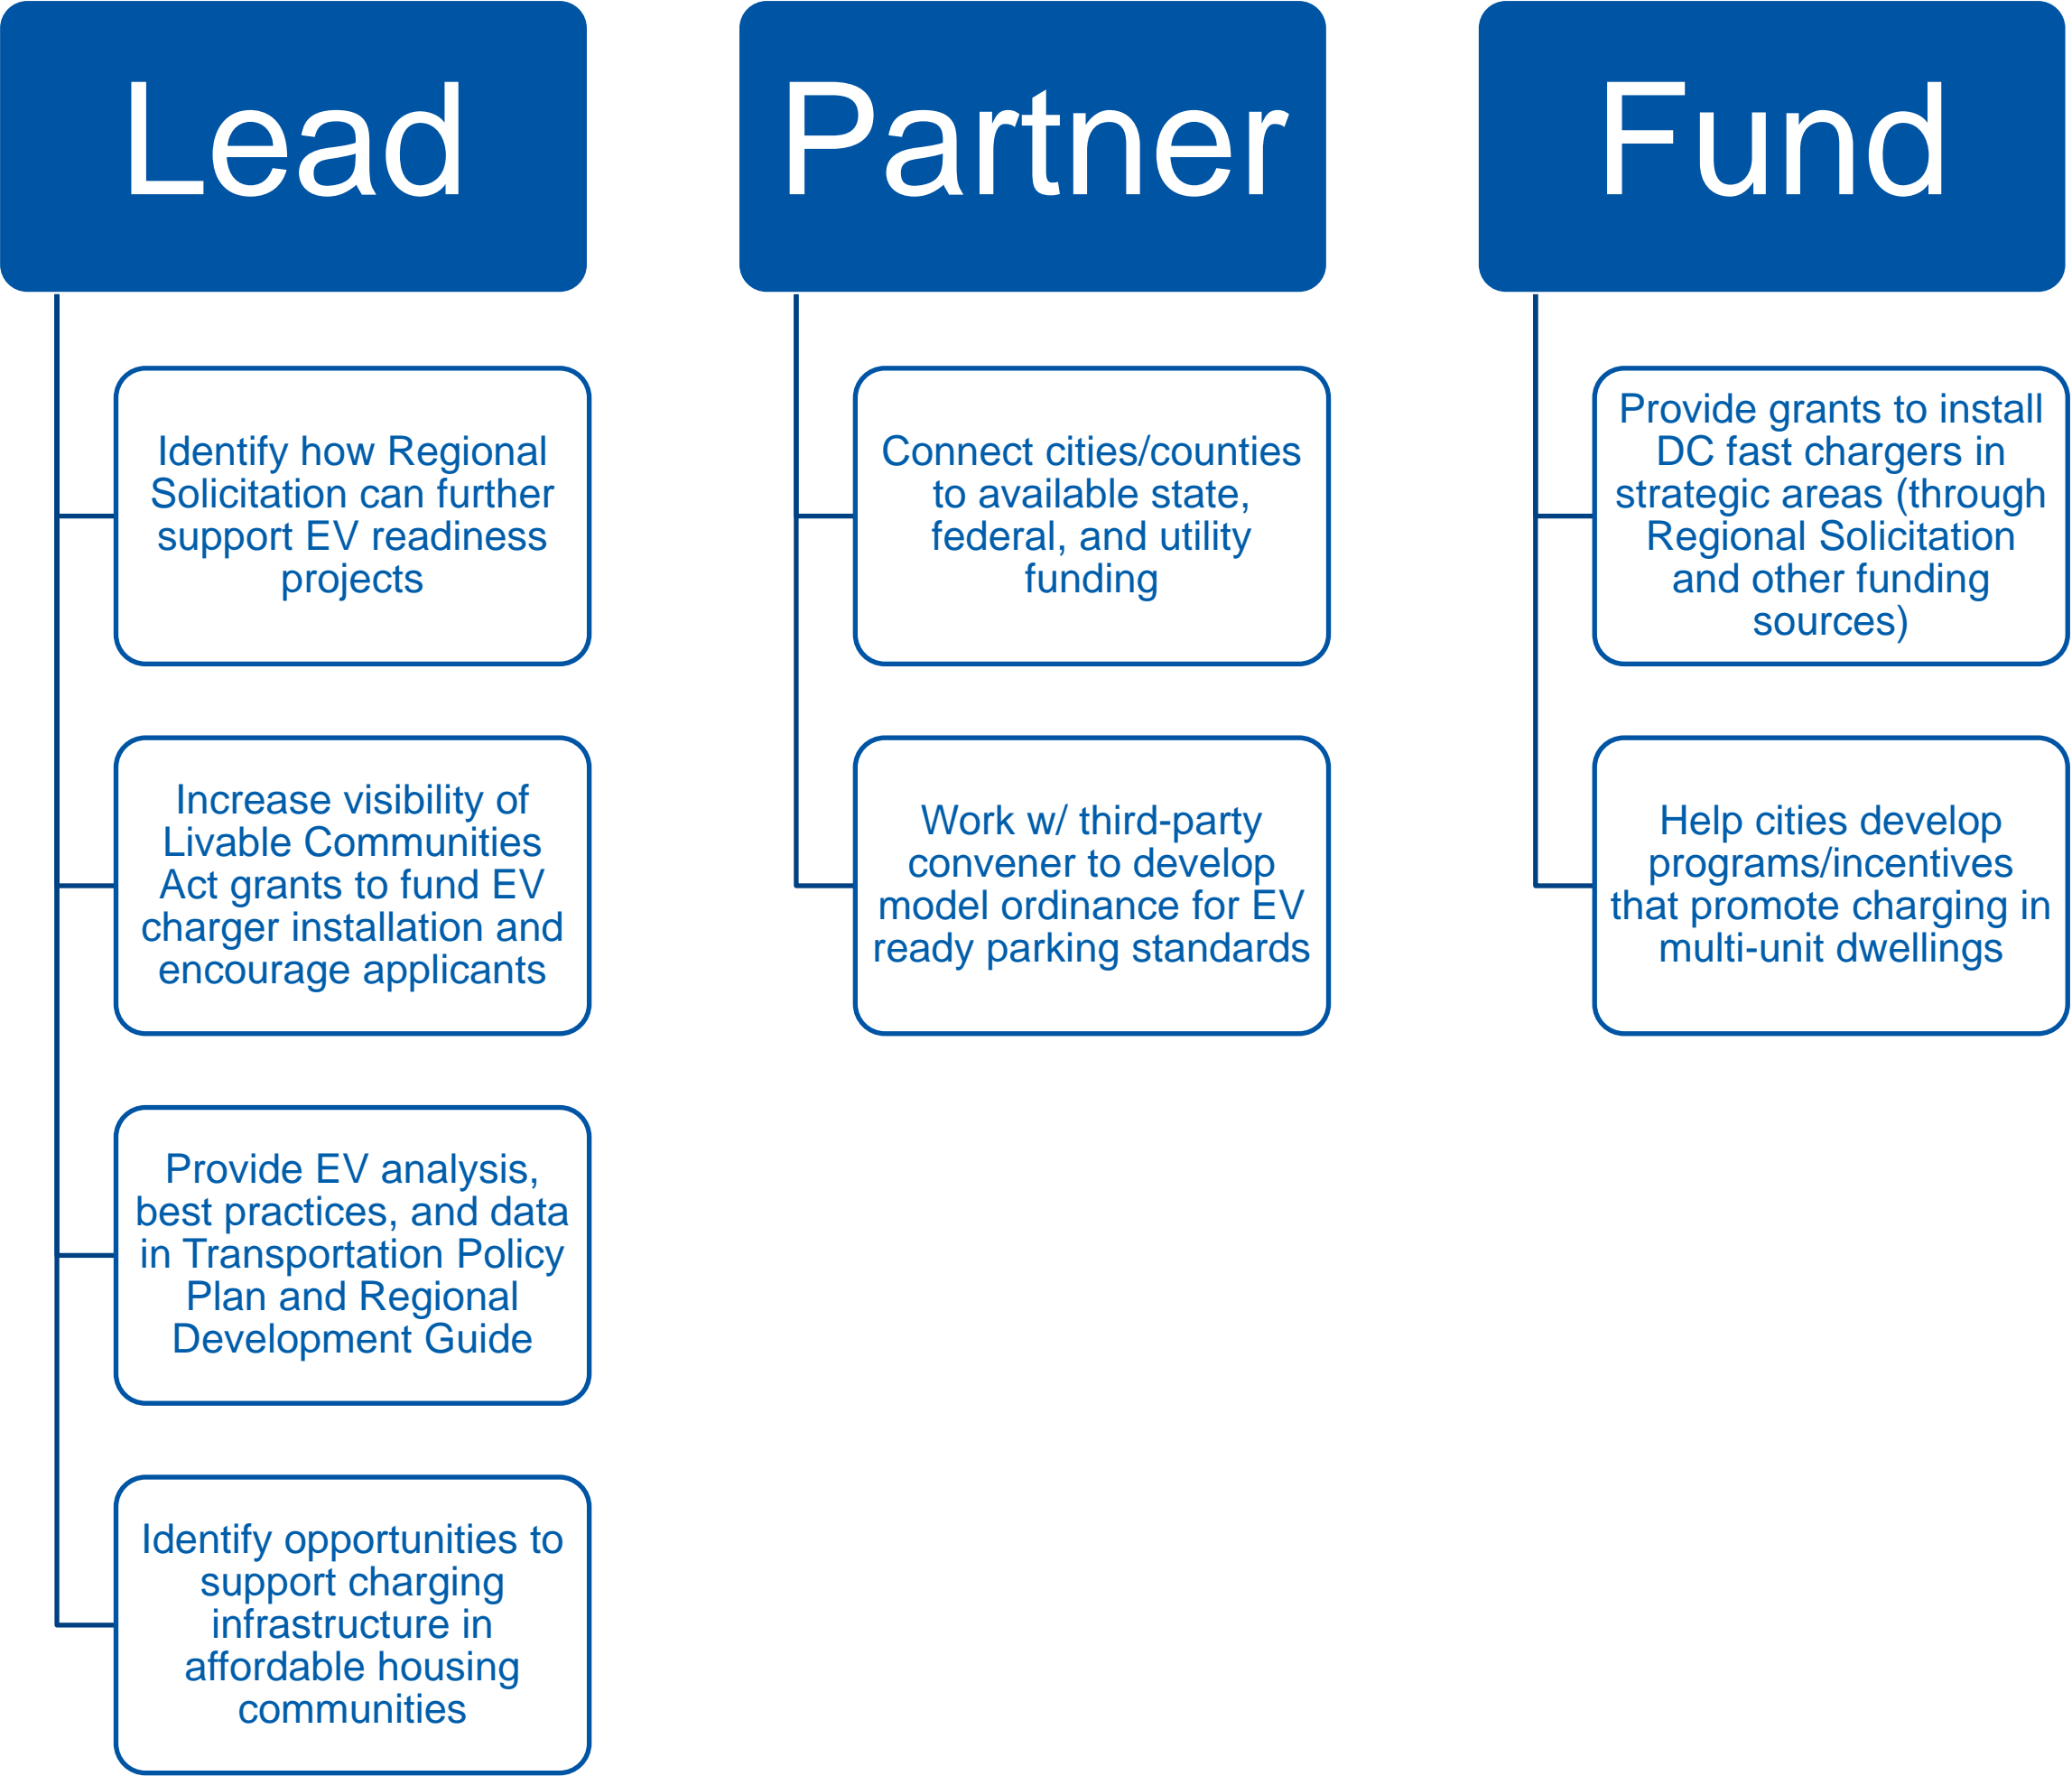 Lead
Identify how Regional
Solicitation can further
support EV readiness
projects
Increase visibility of
Livable Communities
Act grants to fund EV
charger installation and
encourage applicants
Provide EV analysis,
best practices, and data
in Transportation Policy
Plan and Regional
Development Guide
Identify opportunities to
support charging
infrastructure in
affordable housing
communities
Partner
Connect cities/counties
to available state,
federal, and utility
funding
Work w/ third-party
convener to develop
model ordinance for EV
ready parking standards
Fund
Provide grants to install
DC fast chargers in
strategic areas (through
Regional Solicitation
and other funding
sources)
Help cities develop
programs/incentives
that promote charging in
multi-unit dwellings